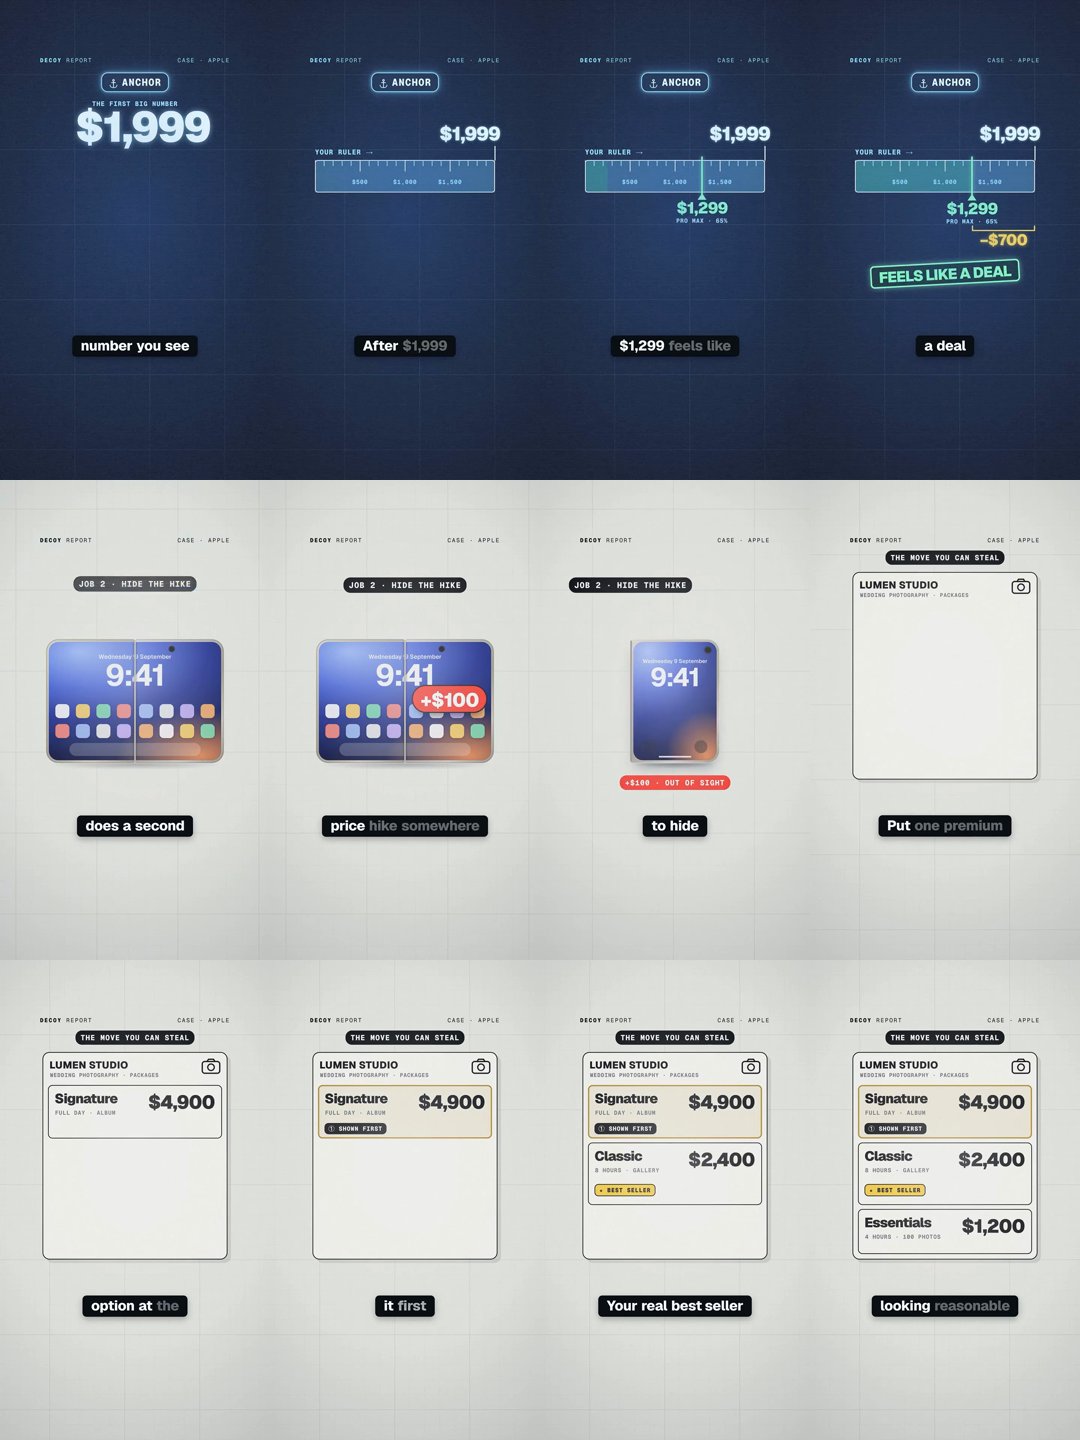 DECOY REPORT CASE · APPLE
⚓ ANCHOR
THE FIRST BIG NUMBER
$1,999
number you see
DECOY REPORT CASE · APPLE
⚓ ANCHOR
$1,999
YOUR RULER →
$500 $1,000 $1,500
After $1,999
DECOY REPORT CASE · APPLE
⚓ ANCHOR
$1,999
YOUR RULER →
$500 $1,000 $1,500
$1,299
PRO MAX · 65%
$1,299 feels like
DECOY REPORT CASE · APPLE
⚓ ANCHOR
$1,999
YOUR RULER →
$500 $1,000 $1,500
$1,299
PRO MAX · 65%
-$700
FEELS LIKE A DEAL
a deal
DECOY REPORT CASE · APPLE
JOB 2 · HIDE THE HIKE
Wednesday 9 September
9:41
does a second
DECOY REPORT CASE · APPLE
JOB 2 · HIDE THE HIKE
Wednesday 9 September
9:41
+$100
price hike somewhere
DECOY REPORT CASE · APPLE
JOB 2 · HIDE THE HIKE
Wednesday 9 September
9:41
+$100 · OUT OF SIGHT
to hide
DECOY REPORT CASE · APPLE
THE MOVE YOU CAN STEAL
LUMEN STUDIO
WEDDING PHOTOGRAPHY · PACKAGES
Put one premium
DECOY REPORT CASE · APPLE
THE MOVE YOU CAN STEAL
LUMEN STUDIO
WEDDING PHOTOGRAPHY · PACKAGES
Signature $4,900
FULL DAY · ALBUM
option at the
DECOY REPORT CASE · APPLE
THE MOVE YOU CAN STEAL
LUMEN STUDIO
WEDDING PHOTOGRAPHY · PACKAGES
Signature $4,900
FULL DAY · ALBUM
① SHOWN FIRST
it first
DECOY REPORT CASE · APPLE
THE MOVE YOU CAN STEAL
LUMEN STUDIO
WEDDING PHOTOGRAPHY · PACKAGES
Signature $4,900
FULL DAY · ALBUM
① SHOWN FIRST
Classic $2,400
8 HOURS · GALLERY
★ BEST SELLER
Your real best seller
DECOY REPORT CASE · APPLE
THE MOVE YOU CAN STEAL
LUMEN STUDIO
WEDDING PHOTOGRAPHY · PACKAGES
Signature $4,900
FULL DAY · ALBUM
① SHOWN FIRST
Classic $2,400
8 HOURS · GALLERY
★ BEST SELLER
Essentials $1,200
4 HOURS · 100 PHOTOS
looking reasonable